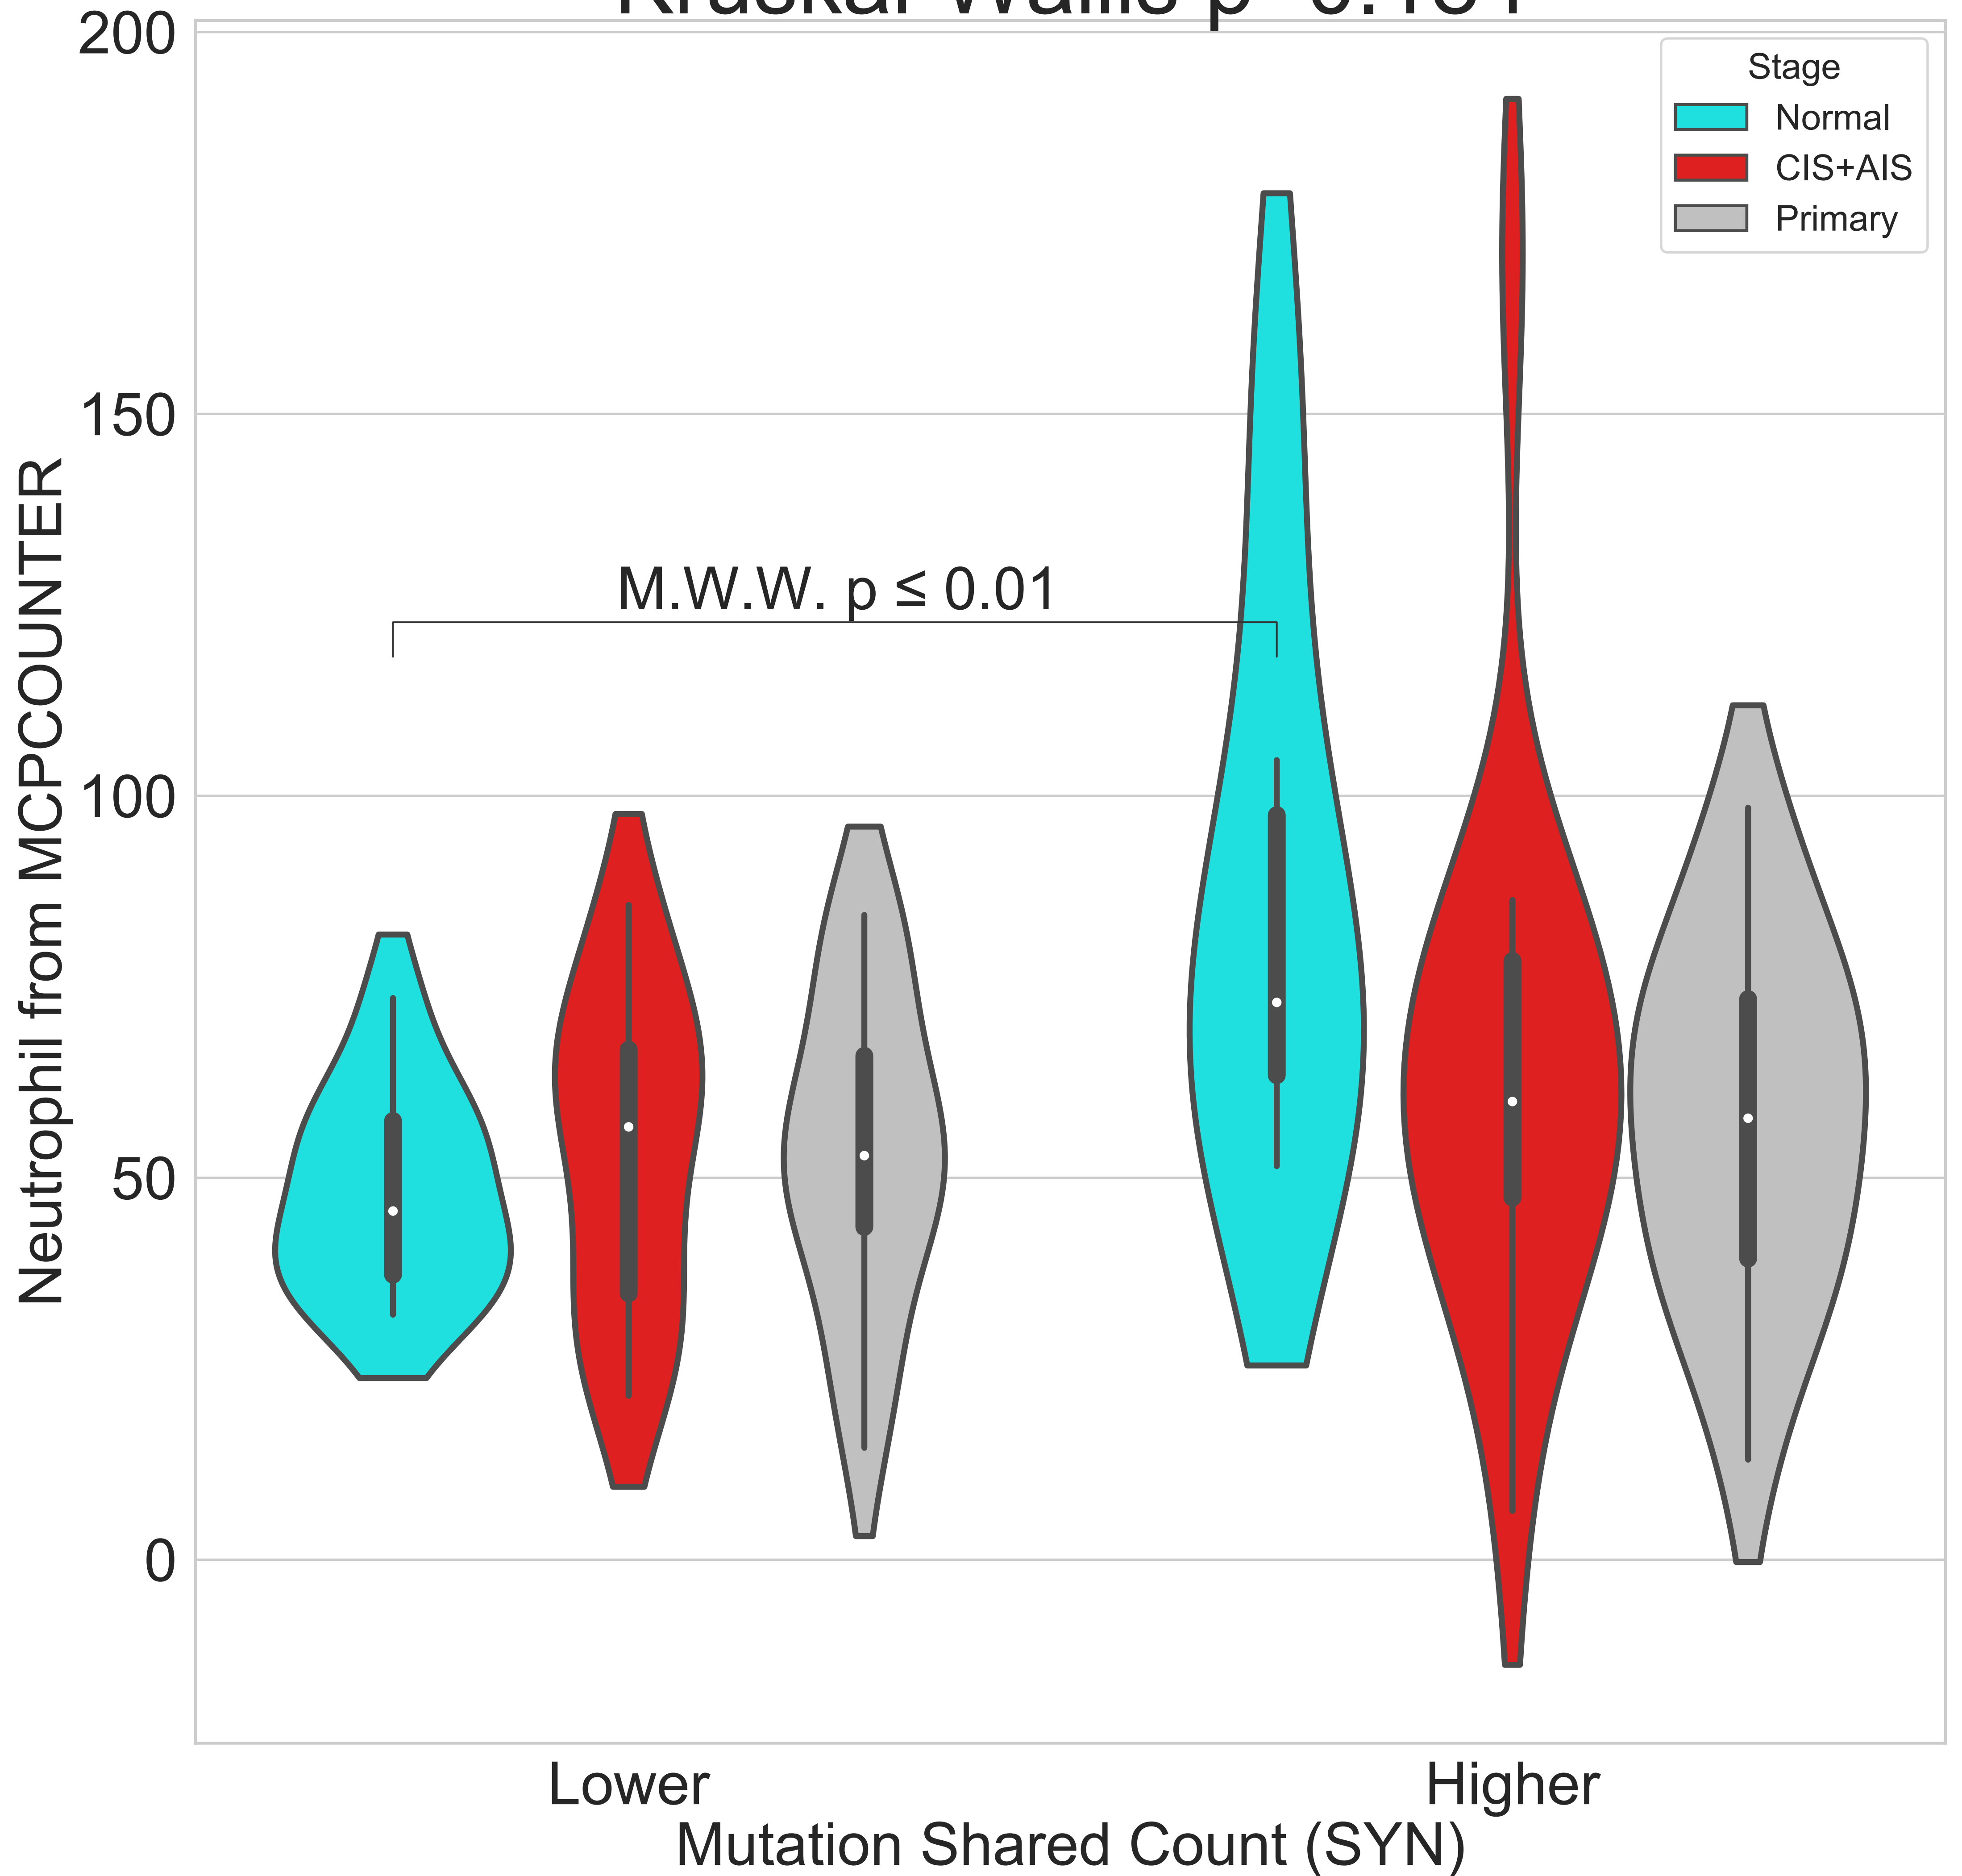 200
150
100
50
0
Neutrophil from MCPCOUNTER
Stage
Normal
CIS+AIS
Primary
M.W.W. p ≤ 0.01
Lower
Higher
Mutation Shared Count (SYN)